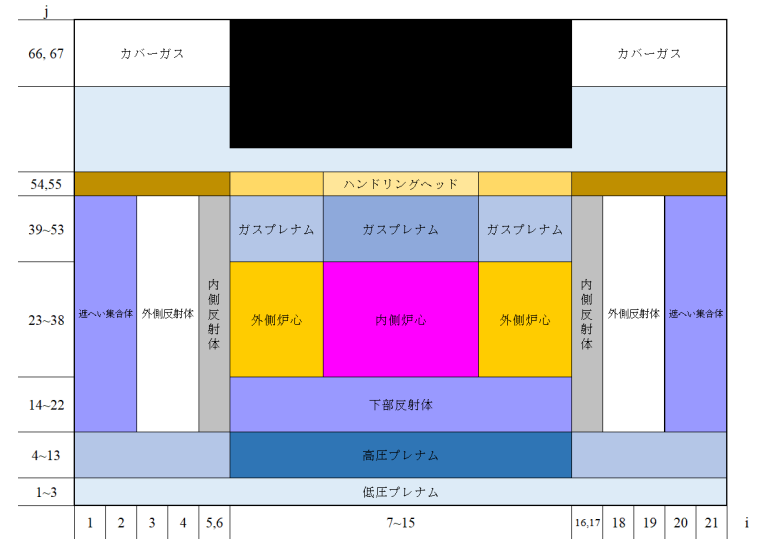 j
66, 67
カバーガス
カバーガス
54,55
ハンドリングヘッド
39~53
ガスプレナム
ガスプレナム
ガスプレナム
23~38
遮へい集合体
外側反射体
内側反射体
外側炉心
内側炉心
外側炉心
内側反射体
外側反射体
遮へい集合体
14~22
下部反射体
4~13
高圧プレナム
1~3
低圧プレナム
1 2 3 4 5,6 7~15 16,17 18 19 20 21 i